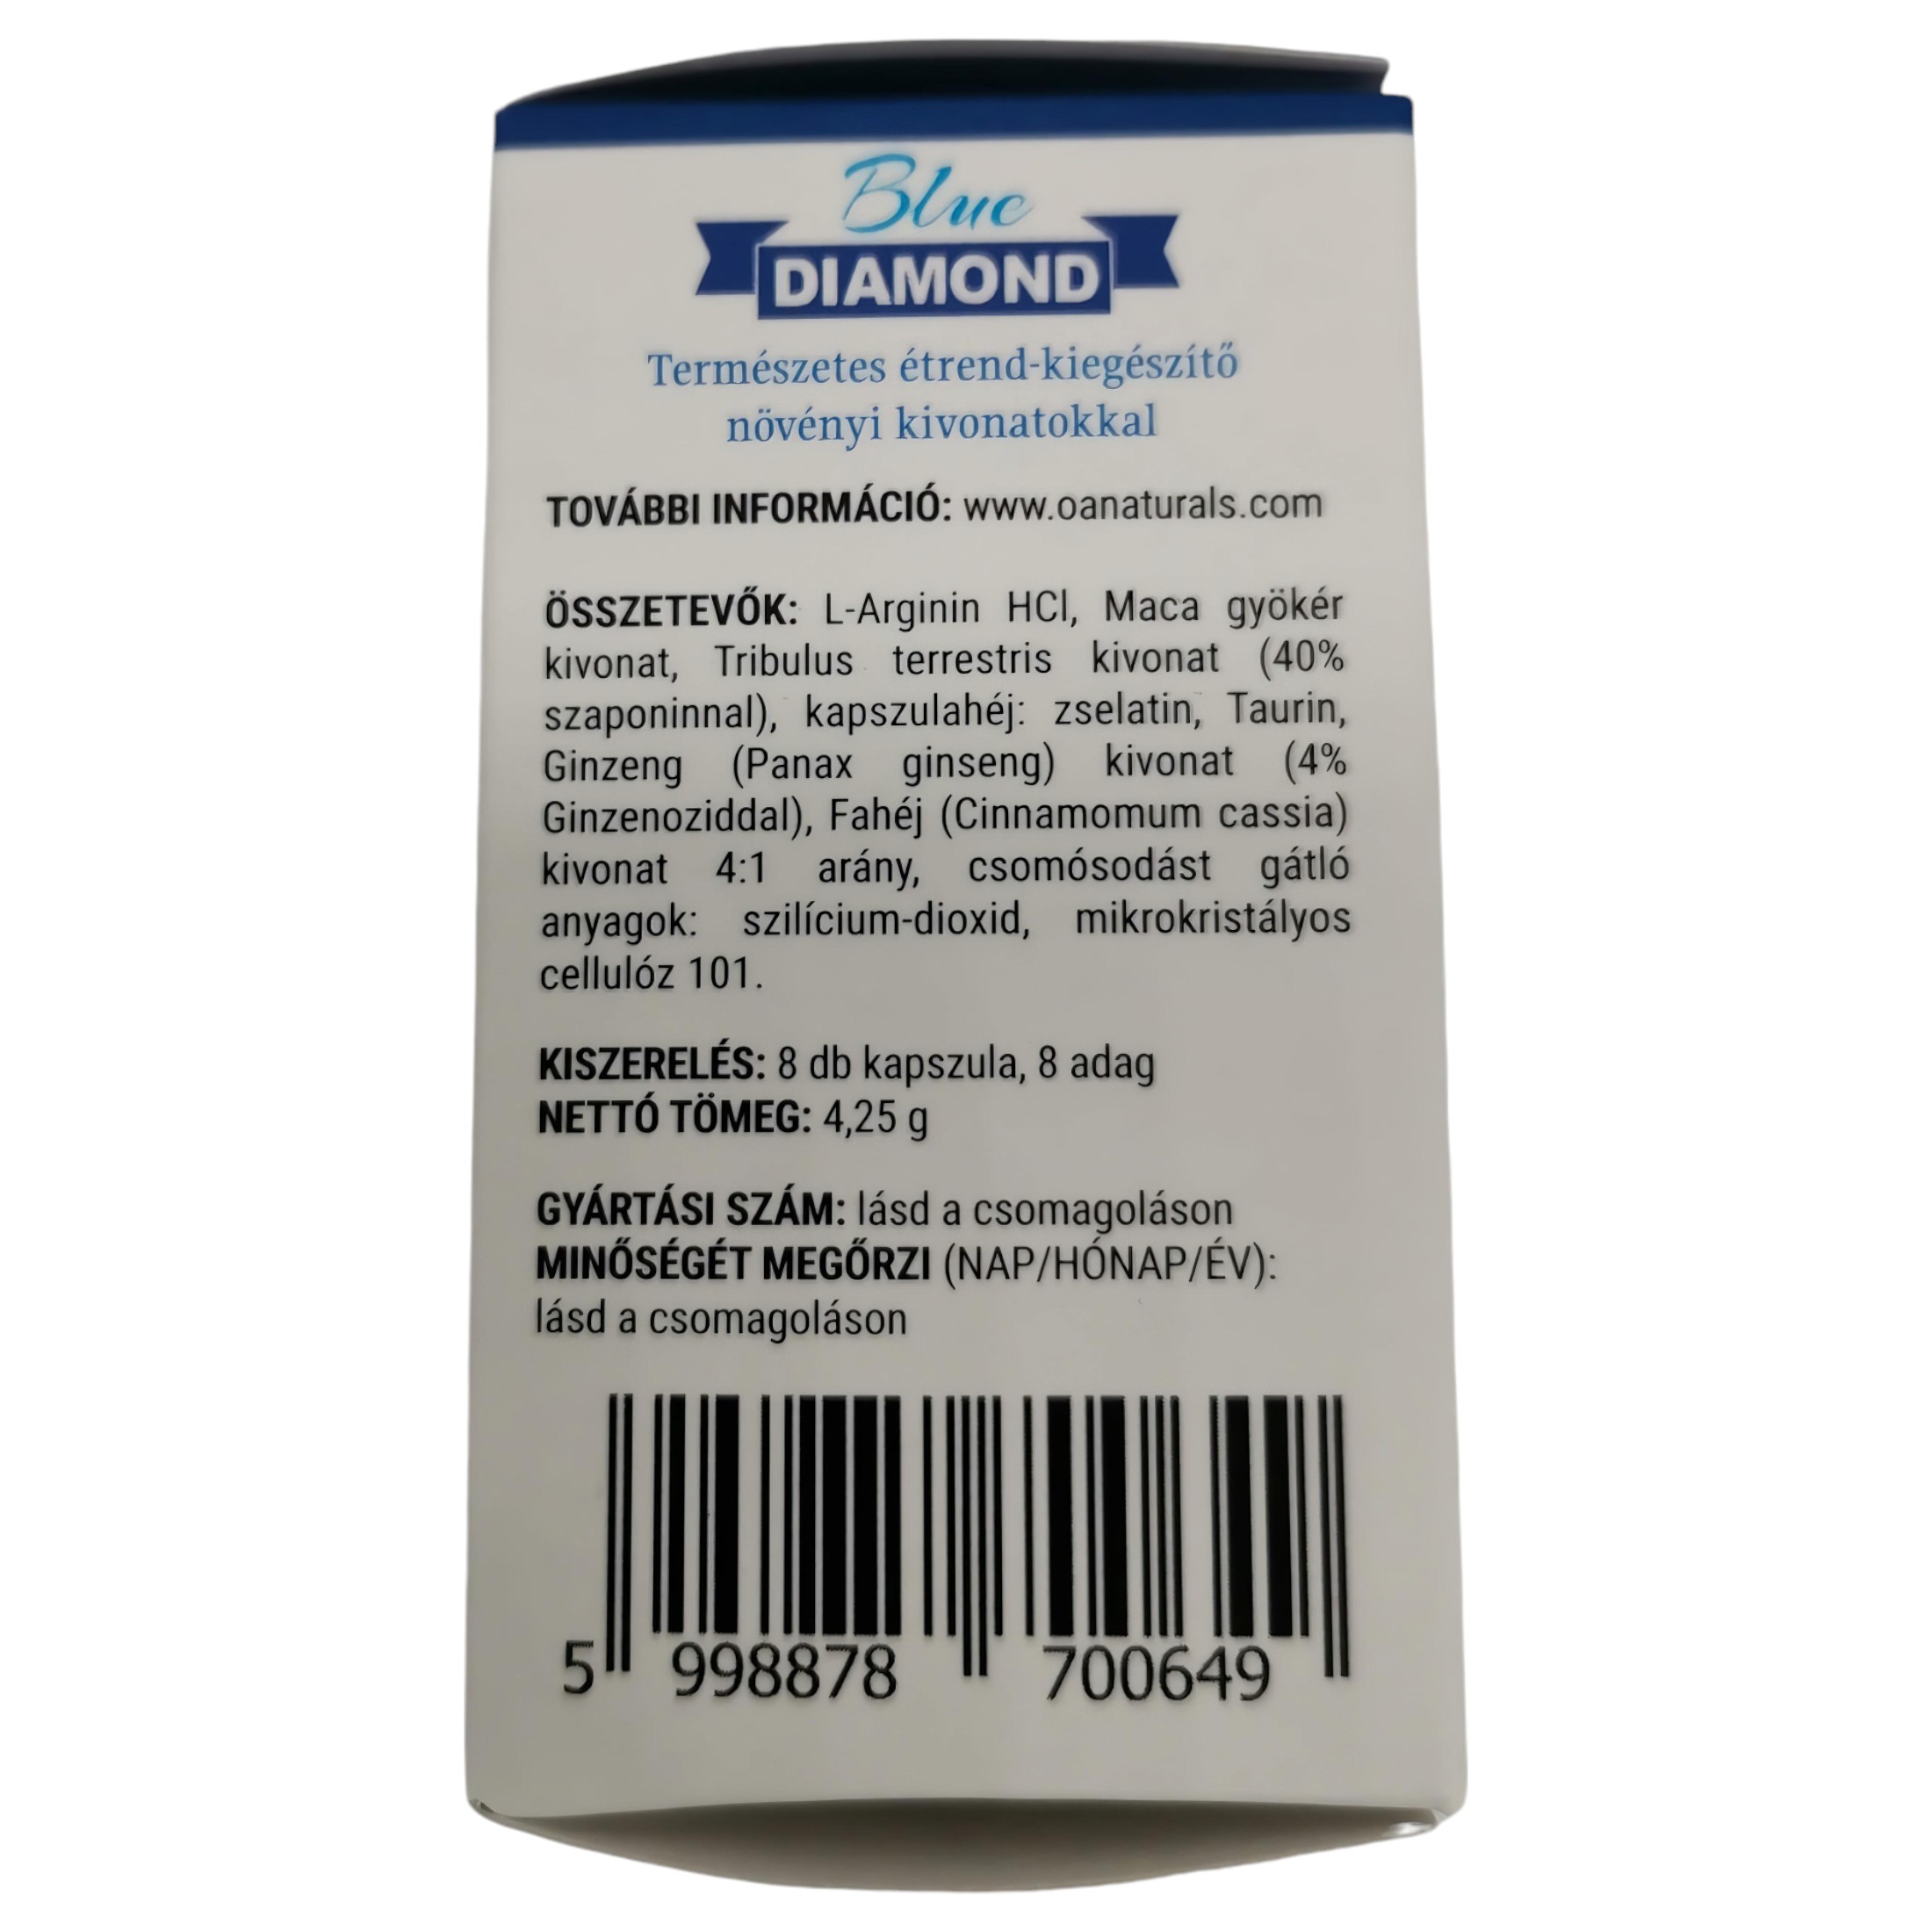 Blue
DIAMOND
Természetes étrend-kiegészítő
növényi kivonatokkal
TOVÁBBI INFORMÁCIÓ: www.oanaturals.com
ÖSSZETEVŐK: L-Arginin HCl, Maca gyökér
kivonat, Tribulus terrestris kivonat (40%
szaponinnal), kapszulahéj: zselatin, Taurin,
Ginzeng (Panax ginseng) kivonat (4%
Ginzenoziddal), Fahéj (Cinnamomum cassia)
kivonat 4:1 arány, csomósodást gátló
anyagok: szilícium-dioxid, mikrokristályos
cellulóz 101.
KISZERELÉS: 8 db kapszula, 8 adag
NETTÓ TÖMEG: 4,25 g
GYÁRTÁSI SZÁM: lásd a csomagoláson
MINŐSÉGÉT MEGŐRZI (NAP/HÓNAP/ÉV):
lásd a csomagoláson
5 998878 700649